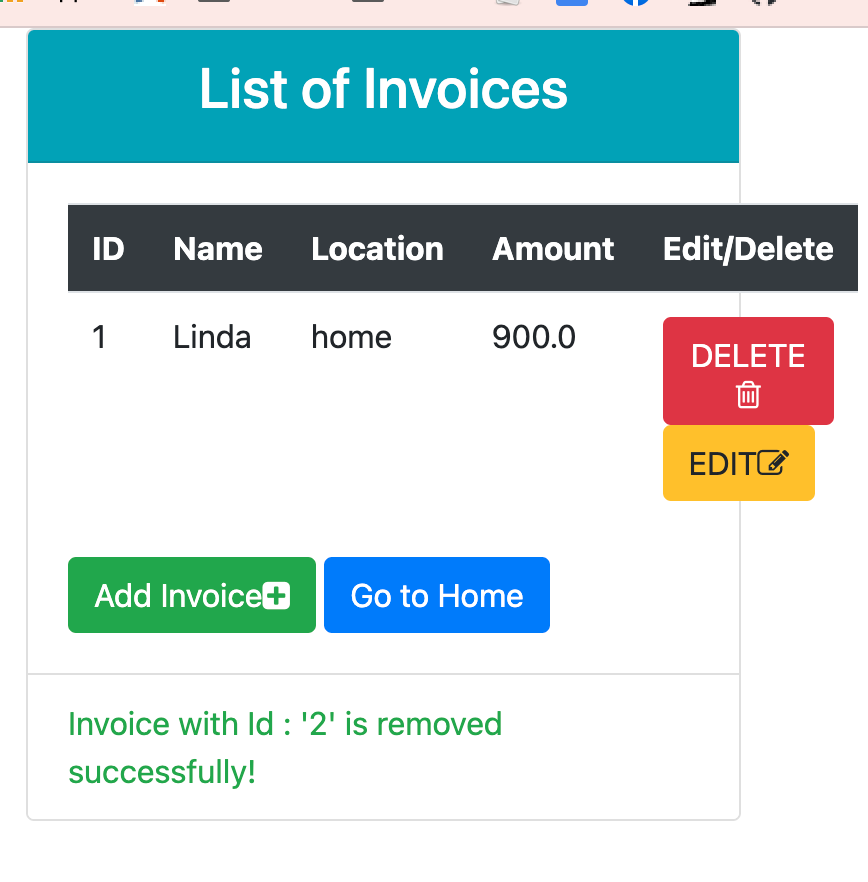 List of Invoices
ID Name Location Amount Edit/Delete
1 Linda home 900.0 DELETE
EDIT
Add Invoice Go to Home
Invoice with Id : '2' is removed
successfully!